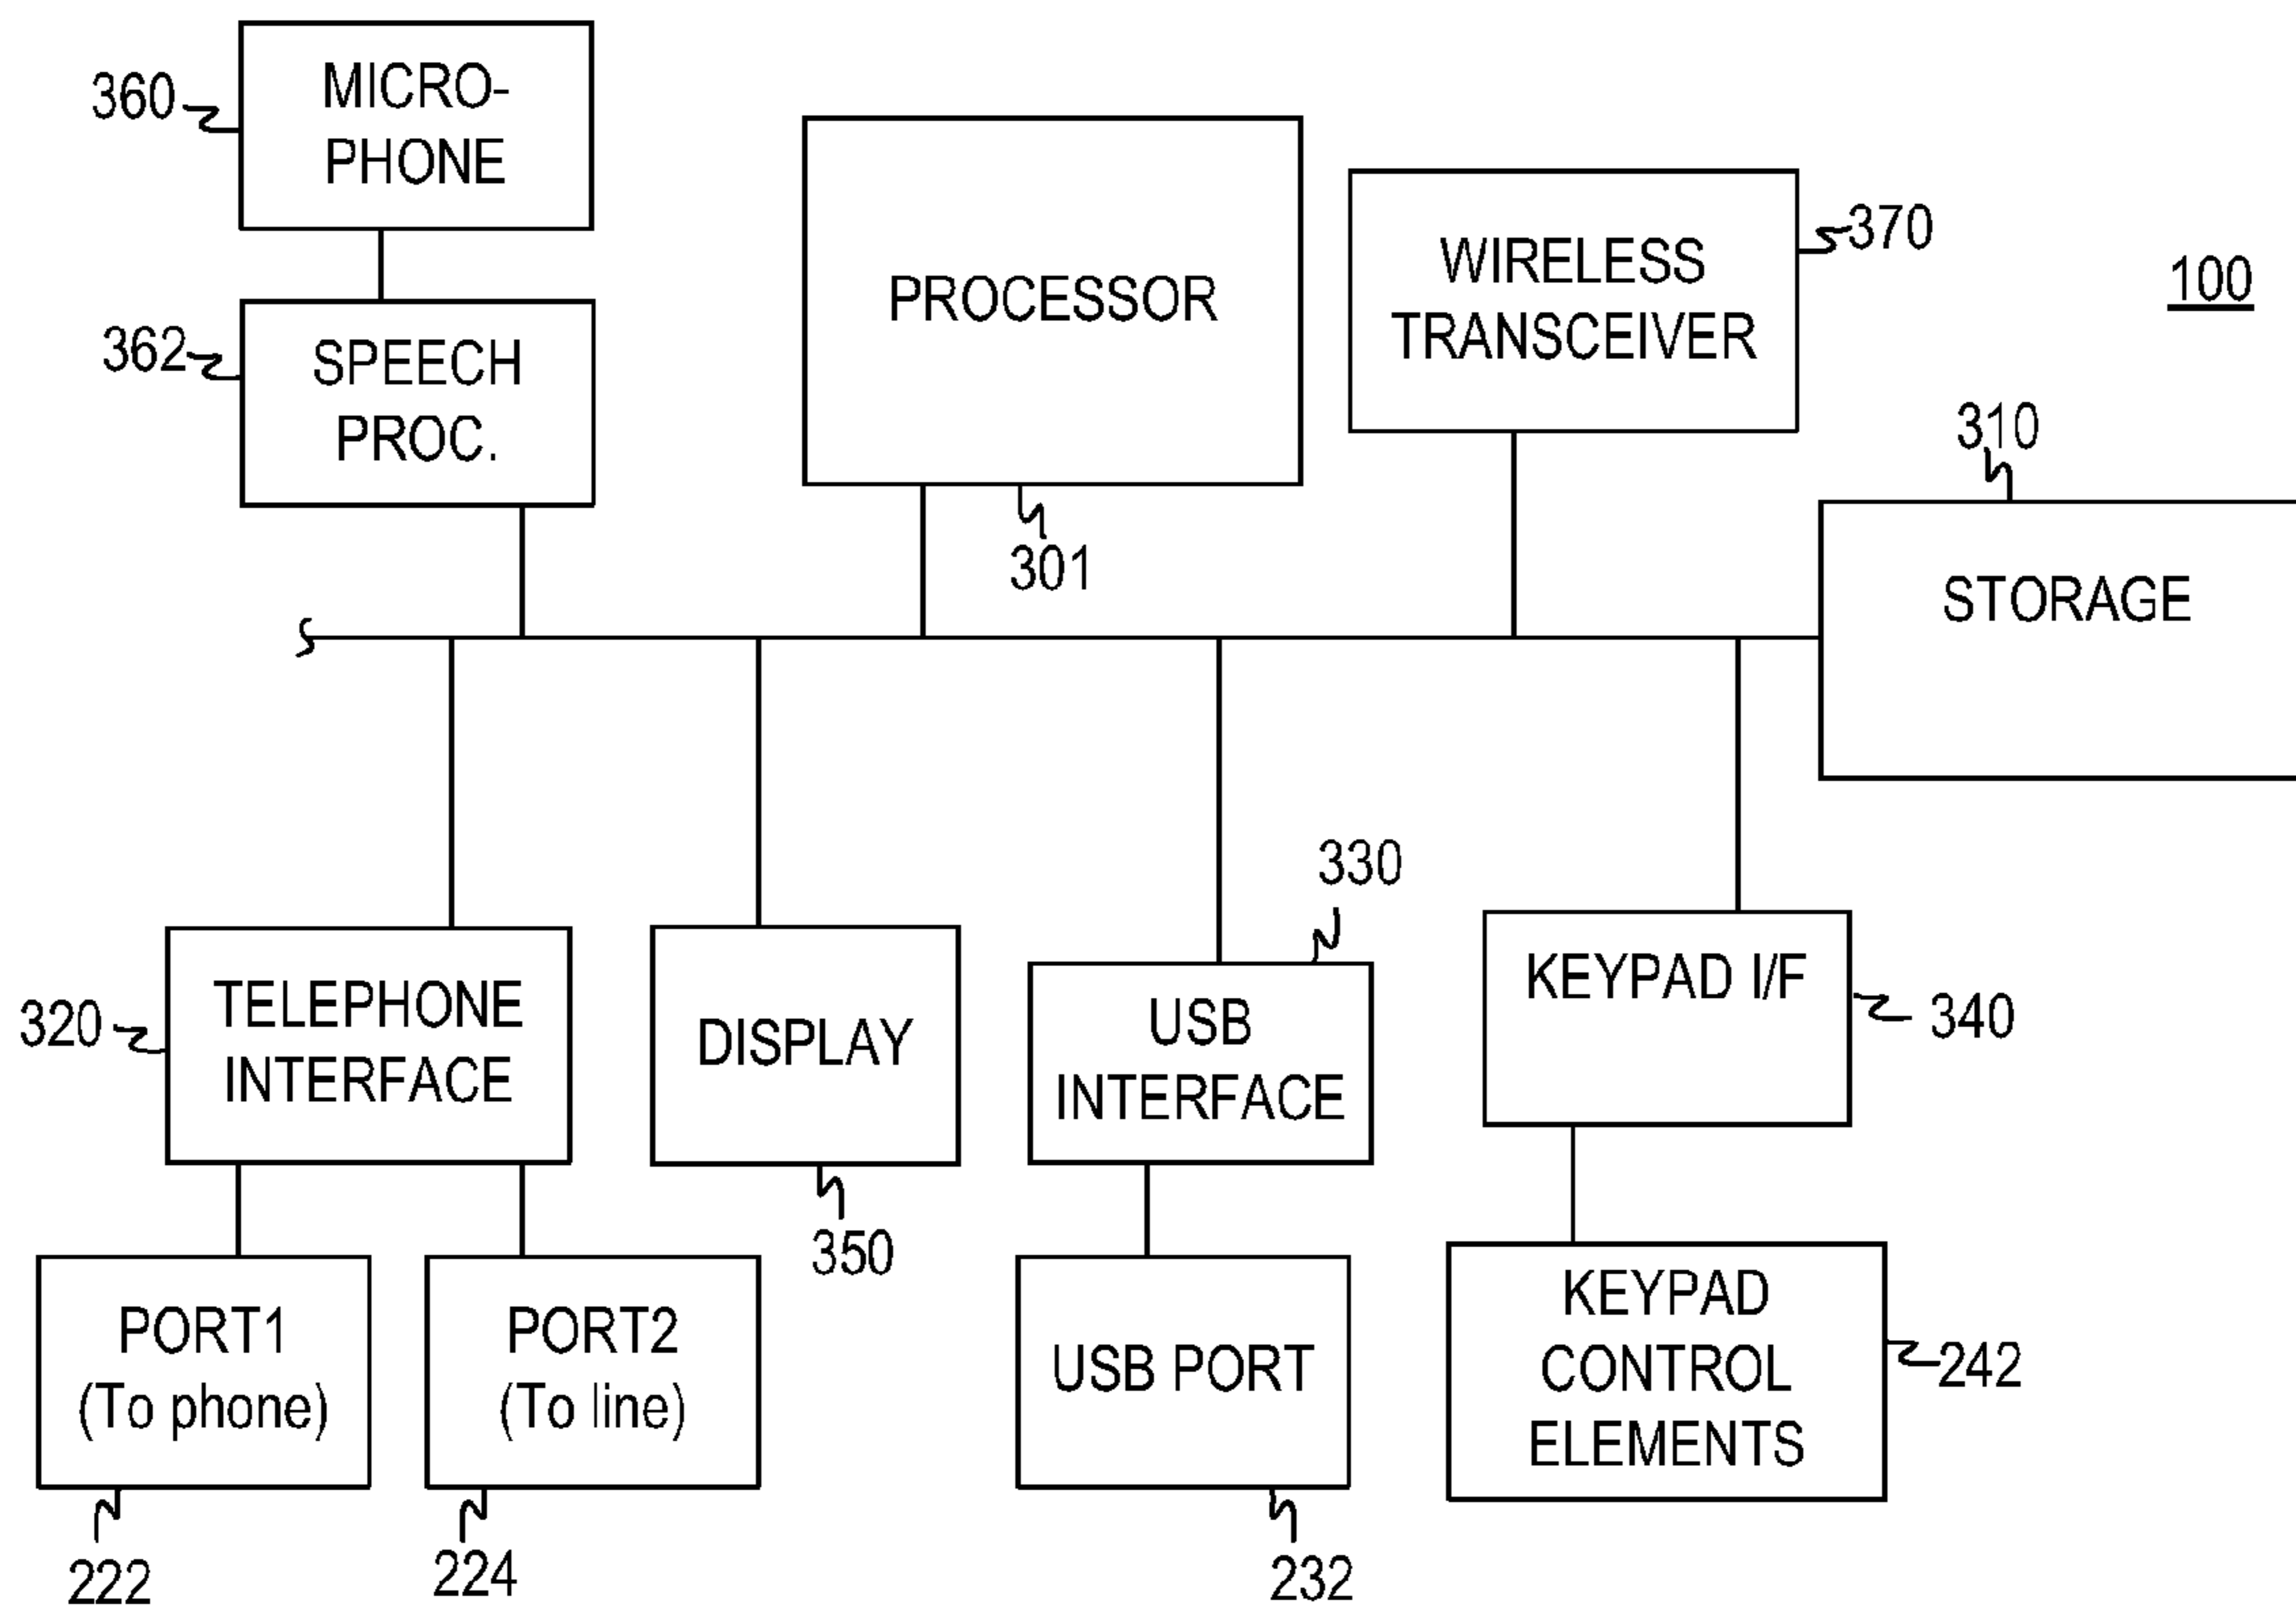 360
MICRO-
PHONE
362
SPEECH
PROC.
PROCESSOR
301
WIRELESS
TRANSCEIVER
370
100
310
STORAGE
320
TELEPHONE
INTERFACE
DISPLAY
350
330
USB
INTERFACE
KEYPAD I/F
340
PORT1
(To phone)
222
PORT2
(To line)
224
USB PORT
232
KEYPAD
CONTROL
ELEMENTS
242